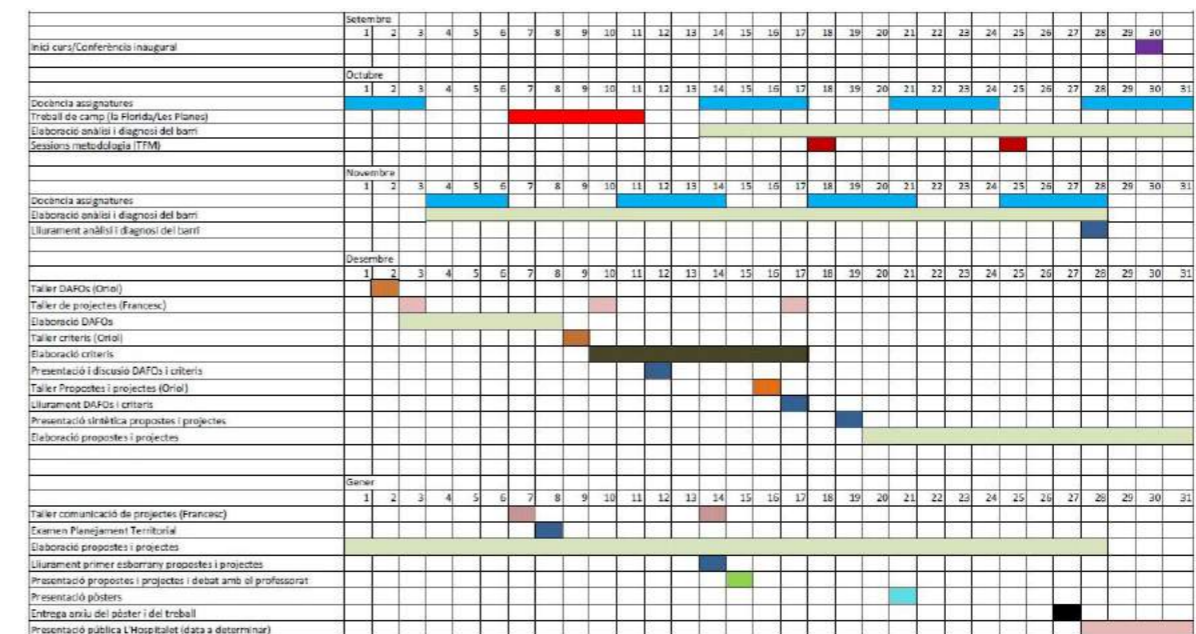 Setembre
1 2 3 4 5 6 7 8 9 10 11 12 13 14 15 16 17 18 19 20 21 22 23 24 25 26 27 28 29 30
Inici curs/Conferència inaugural
Octubre
1 2 3 4 5 6 7 8 9 10 11 12 13 14 15 16 17 18 19 20 21 22 23 24 25 26 27 28 29 30 31
Docència assignatures
Treball de camp (la Florida/Les Planes)
Elaboració anàlisi i diagnosi del barri
Sessions metodologia (TFM)
Novembre
1 2 3 4 5 6 7 8 9 10 11 12 13 14 15 16 17 18 19 20 21 22 23 24 25 26 27 28 29 30 31
Docència assignatures
Elaboració anàlisi i diagnosi del barri
Lliurament anàlisi i diagnosi del barri
Desembre
1 2 3 4 5 6 7 8 9 10 11 12 13 14 15 16 17 18 19 20 21 22 23 24 25 26 27 28 29 30 31
Taller DAFOs (Oriol)
Taller de projectes (Francesc)
Elaboració DAFOs
Taller criteris (Oriol)
Elaboració criteris
Presentació i discusió DAFOs i criteris
Taller Propostes i projectes (Oriol)
Lliurament DAFOs i criteris
Presentació sintètica propostes i projectes
Elaboració propostes i projectes
Gener
1 2 3 4 5 6 7 8 9 10 11 12 13 14 15 16 17 18 19 20 21 22 23 24 25 26 27 28 29 30 31
Taller comunicació de projectes (Francesc)
Examen Planejament Territorial
Elaboració propostes i projectes
Lliurament primer esborrany propostes i projectes
Presentació propostes i projectes i debat amb el professorat
Presentació pòsters
Entrega arxiu del pòster i del treball
Presentació pública L'Hospitalet (data a determinar)